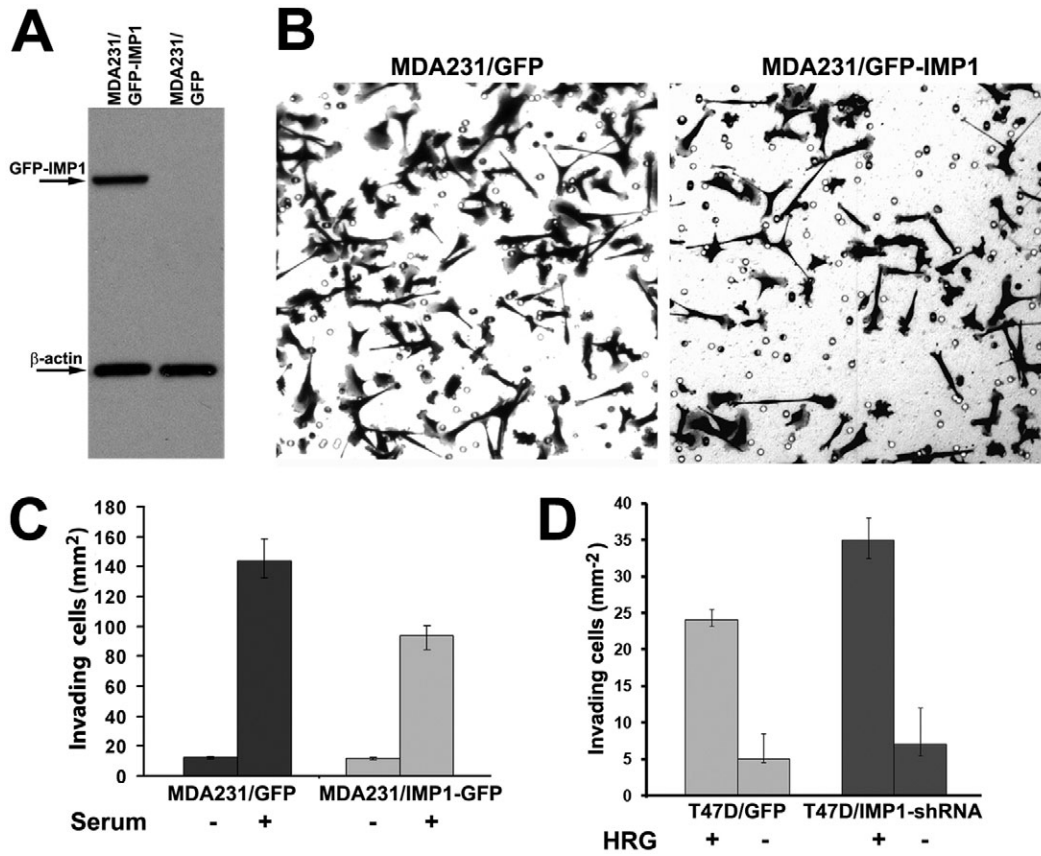 A
MDA231/
GFP-IMP1
MDA231/
GFP
GFP-IMP1
β-actin
B
MDA231/GFP
MDA231/GFP-IMP1
C
Invading cells (mm²)
180
160
140
120
100
80
60
40
20
0
MDA231/GFP
MDA231/IMP1-GFP
Serum - + - +
D
Invading cells (mm-2)
40
35
30
25
20
15
10
5
0
T47D/GFP
T47D/IMP1-shRNA
HRG + - + -